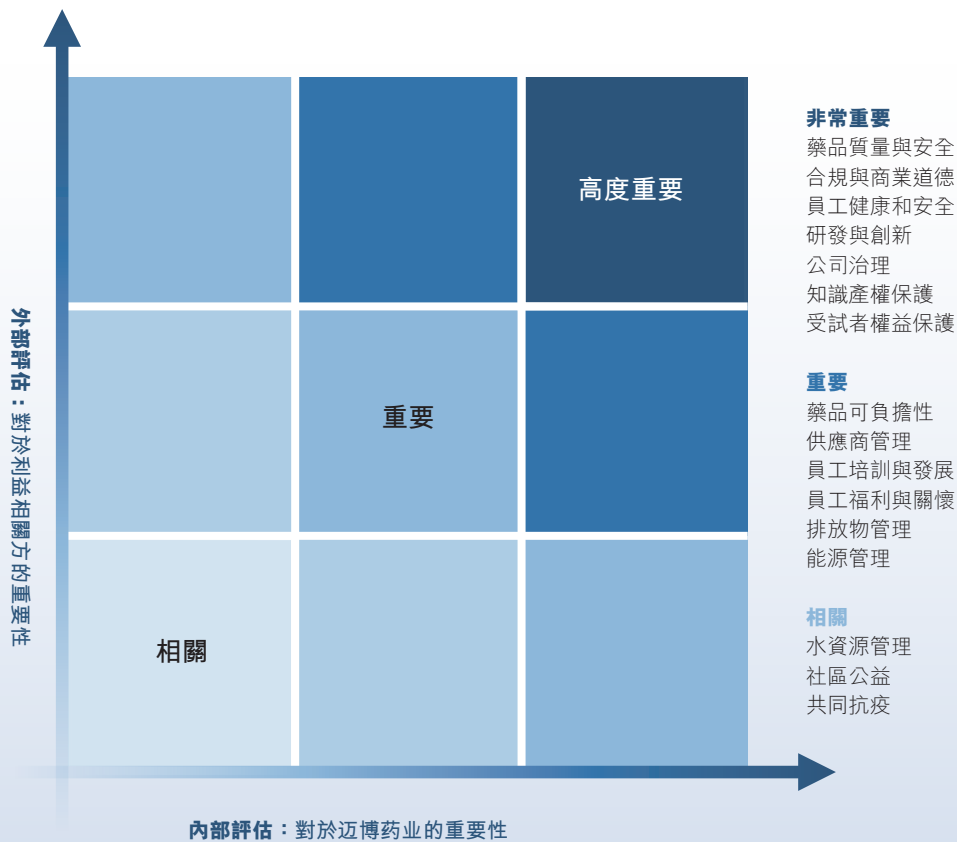 高度重要
重要
相關
外部評估：對於利益相關方的重要性
內部評估：對於迈博药业的重要性
非常重要
藥品質量與安全
合規與商業道德
員工健康和安全
研發與創新
公司治理
知識產權保護
受試者權益保護
重要
藥品可負擔性
供應商管理
員工培訓與發展
員工福利與關懷
排放物管理
能源管理
相關
水資源管理
社區公益
共同抗疫